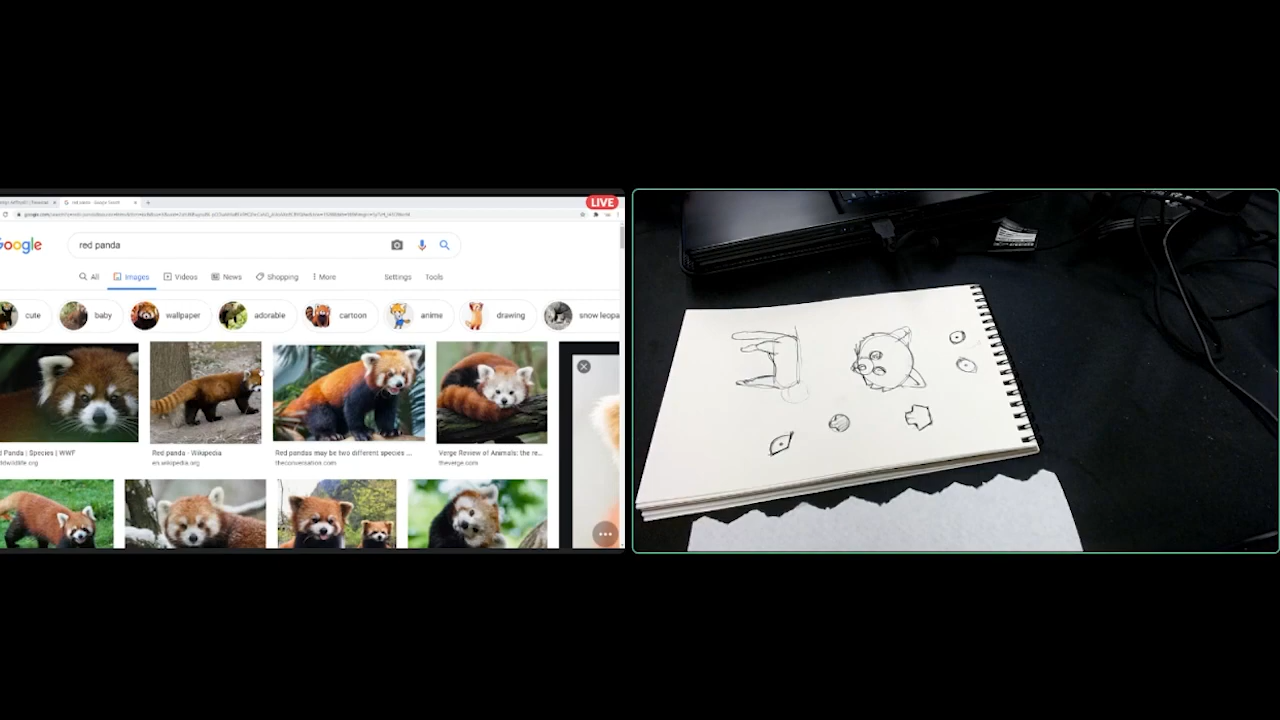 LIVE
Google
red panda
All Images Videos News Shopping More Settings Tools
cute baby wallpaper adorable cartoon anime drawing snow leopa
d Panda | Species | WWF
Red panda - Wikipedia
en.wikipedia.org
Red pandas may be two different species ...
theconversation.com
Verge Review of Animals: the re...
theverge.com